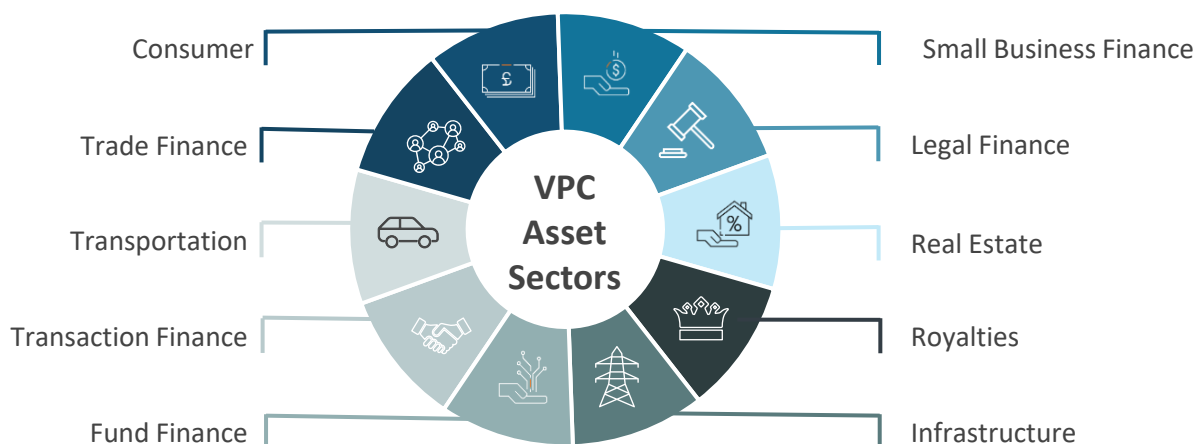 Consumer
Small Business Finance
Trade Finance
Legal Finance
VPC
Asset
Sectors
Transportation
Real Estate
Transaction Finance
Royalties
Fund Finance
Infrastructure
£
$
%